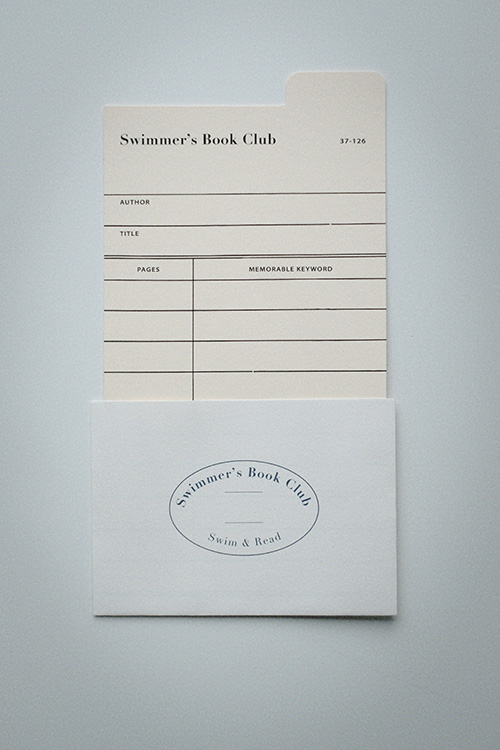 Swimmer's Book Club
37-126
AUTHOR
TITLE
PAGES
MEMORABLE KEYWORD
Swimmer's Book Club
Swim & Read